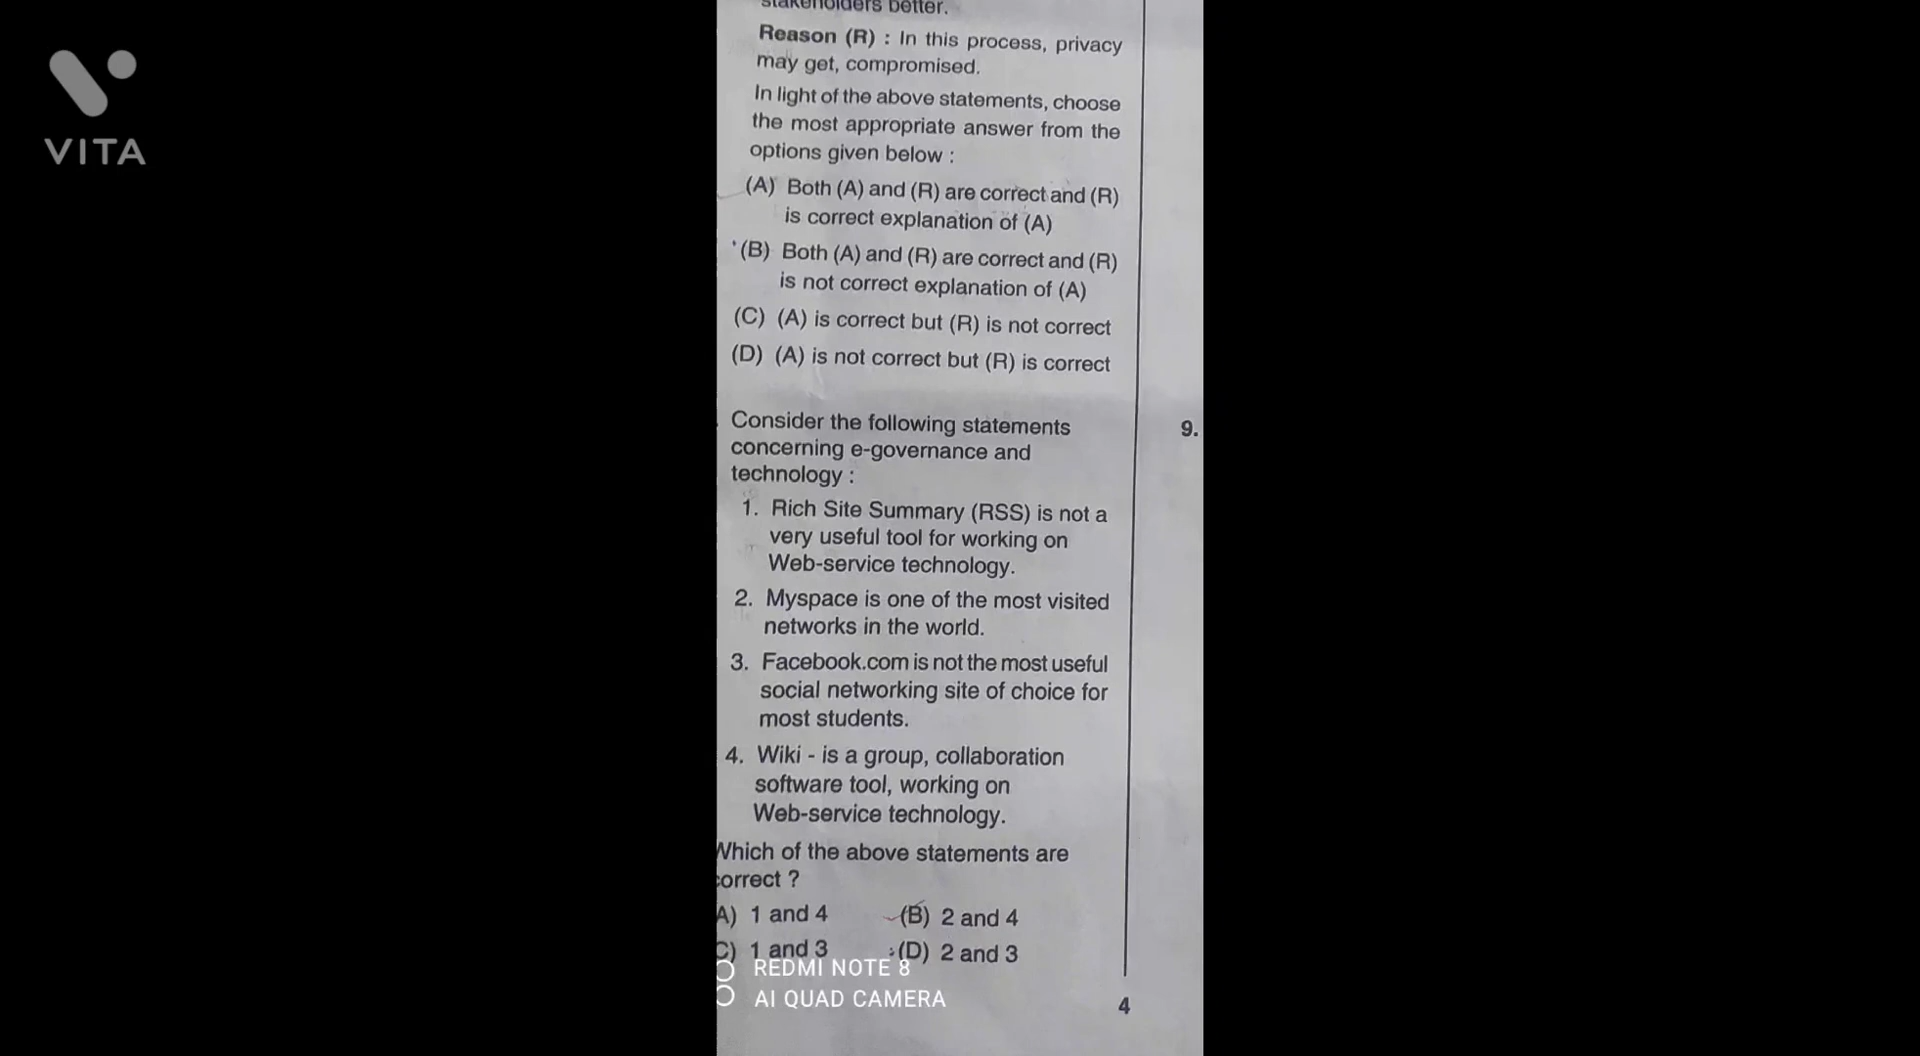 VITA
stakeholders better.
Reason (R) : In this process, privacy
may get, compromised.
In light of the above statements, choose
the most appropriate answer from the
options given below :
(A) Both (A) and (R) are correct and (R)
is correct explanation of (A)
(B) Both (A) and (R) are correct and (R)
is not correct explanation of (A)
(C) (A) is correct but (R) is not correct
(D) (A) is not correct but (R) is correct
Consider the following statements
concerning e-governance and
technology :
1. Rich Site Summary (RSS) is not a
very useful tool for working on
Web-service technology.
2. Myspace is one of the most visited
networks in the world.
3. Facebook.com is not the most useful
social networking site of choice for
most students.
4. Wiki - is a group, collaboration
software tool, working on
Web-service technology.
Which of the above statements are
correct ?
A) 1 and 4 (B) 2 and 4
C) 1 and 3 (D) 2 and 3
REDMI NOTE 8
AI QUAD CAMERA
4
9.